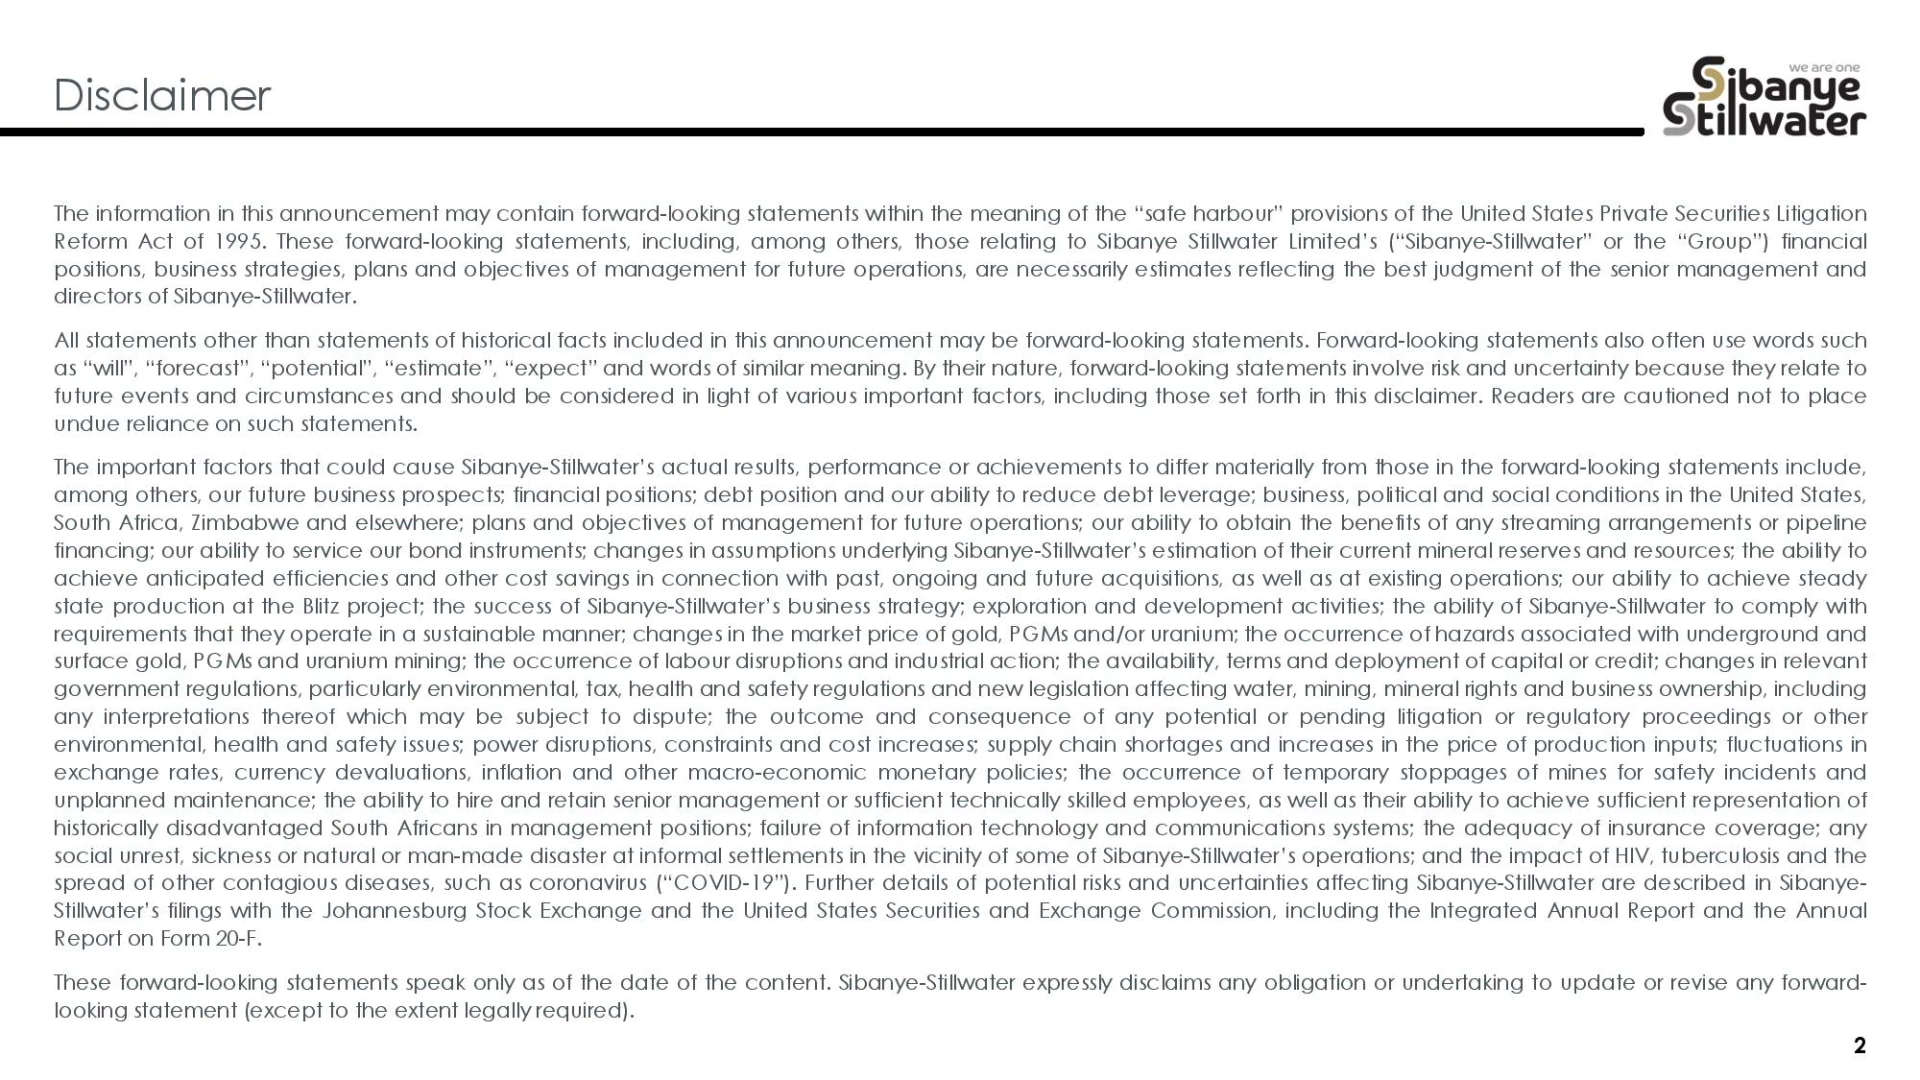 Disclaimer
we are one
Sibanye
Stillwater
The information in this announcement may contain forward-looking statements within the meaning of the “safe harbour” provisions of the United States Private Securities Litigation
Reform Act of 1995. These forward-looking statements, including, among others, those relating to Sibanye Stillwater Limited’s (“Sibanye-Stillwater” or the “Group”) financial
positions, business strategies, plans and objectives of management for future operations, are necessarily estimates reflecting the best judgment of the senior management and
directors of Sibanye-Stillwater.
All statements other than statements of historical facts included in this announcement may be forward-looking statements. Forward-looking statements also often use words such
as “will”, “forecast”, “potential”, “estimate”, “expect” and words of similar meaning. By their nature, forward-looking statements involve risk and uncertainty because they relate to
future events and circumstances and should be considered in light of various important factors, including those set forth in this disclaimer. Readers are cautioned not to place
undue reliance on such statements.
The important factors that could cause Sibanye-Stillwater’s actual results, performance or achievements to differ materially from those in the forward-looking statements include,
among others, our future business prospects; financial positions; debt position and our ability to reduce debt leverage; business, political and social conditions in the United States,
South Africa, Zimbabwe and elsewhere; plans and objectives of management for future operations; our ability to obtain the benefits of any streaming arrangements or pipeline
financing; our ability to service our bond instruments; changes in assumptions underlying Sibanye-Stillwater’s estimation of their current mineral reserves and resources; the ability to
achieve anticipated efficiencies and other cost savings in connection with past, ongoing and future acquisitions, as well as at existing operations; our ability to achieve steady
state production at the Blitz project; the success of Sibanye-Stillwater’s business strategy; exploration and development activities; the ability of Sibanye-Stillwater to comply with
requirements that they operate in a sustainable manner; changes in the market price of gold, PGMs and/or uranium; the occurrence of hazards associated with underground and
surface gold, PGMs and uranium mining; the occurrence of labour disruptions and industrial action; the availability, terms and deployment of capital or credit; changes in relevant
government regulations, particularly environmental, tax, health and safety regulations and new legislation affecting water, mining, mineral rights and business ownership, including
any interpretations thereof which may be subject to dispute; the outcome and consequence of any potential or pending litigation or regulatory proceedings or other
environmental, health and safety issues; power disruptions, constraints and cost increases; supply chain shortages and increases in the price of production inputs; fluctuations in
exchange rates, currency devaluations, inflation and other macro-economic monetary policies; the occurrence of temporary stoppages of mines for safety incidents and
unplanned maintenance; the ability to hire and retain senior management or sufficient technically skilled employees, as well as their ability to achieve sufficient representation of
historically disadvantaged South Africans in management positions; failure of information technology and communications systems; the adequacy of insurance coverage; any
social unrest, sickness or natural or man-made disaster at informal settlements in the vicinity of some of Sibanye-Stillwater’s operations; and the impact of HIV, tuberculosis and the
spread of other contagious diseases, such as coronavirus (“COVID-19”). Further details of potential risks and uncertainties affecting Sibanye-Stillwater are described in Sibanye-
Stillwater’s filings with the Johannesburg Stock Exchange and the United States Securities and Exchange Commission, including the Integrated Annual Report and the Annual
Report on Form 20-F.
These forward-looking statements speak only as of the date of the content. Sibanye-Stillwater expressly disclaims any obligation or undertaking to update or revise any forward-
looking statement (except to the extent legally required).
2